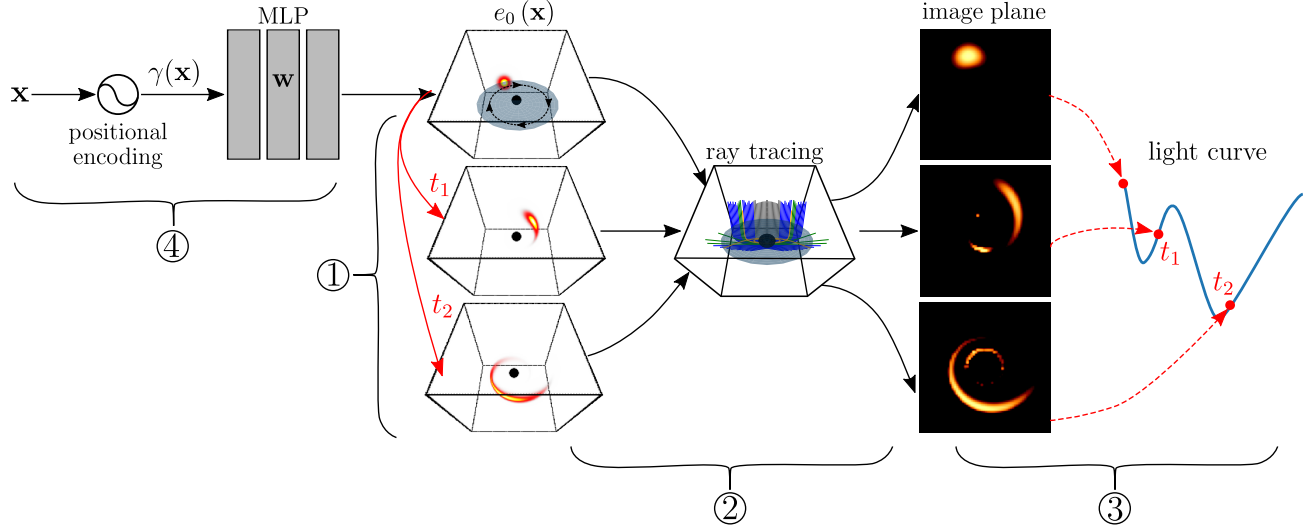 MLP
e₀(x)
image plane
x
γ(x)
w
positional
encoding
ray tracing
light curve
t₁
t₂
t₁
t₂
④
①
②
③